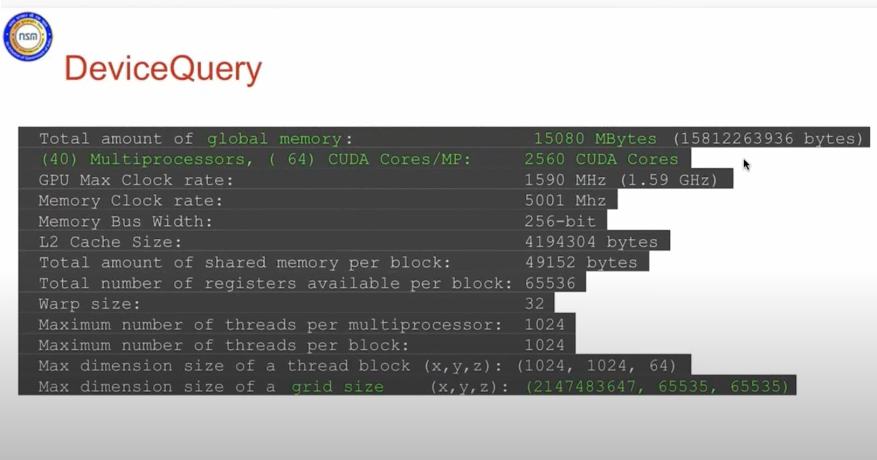 nsm
DeviceQuery
Total amount of global memory: 15080 MBytes (15812263936 bytes)
(40) Multiprocessors, ( 64) CUDA Cores/MP: 2560 CUDA Cores
GPU Max Clock rate: 1590 MHz (1.59 GHz)
Memory Clock rate: 5001 Mhz
Memory Bus Width: 256-bit
L2 Cache Size: 4194304 bytes
Total amount of shared memory per block: 49152 bytes
Total number of registers available per block: 65536
Warp size: 32
Maximum number of threads per multiprocessor: 1024
Maximum number of threads per block: 1024
Max dimension size of a thread block (x,y,z): (1024, 1024, 64)
Max dimension size of a grid size (x,y,z): (2147483647, 65535, 65535)